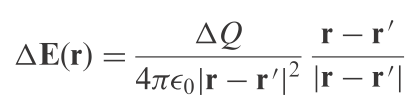 ΔE(r) = ΔQ / (4πϵ₀|r − r′|²) (r − r′) / |r − r′|